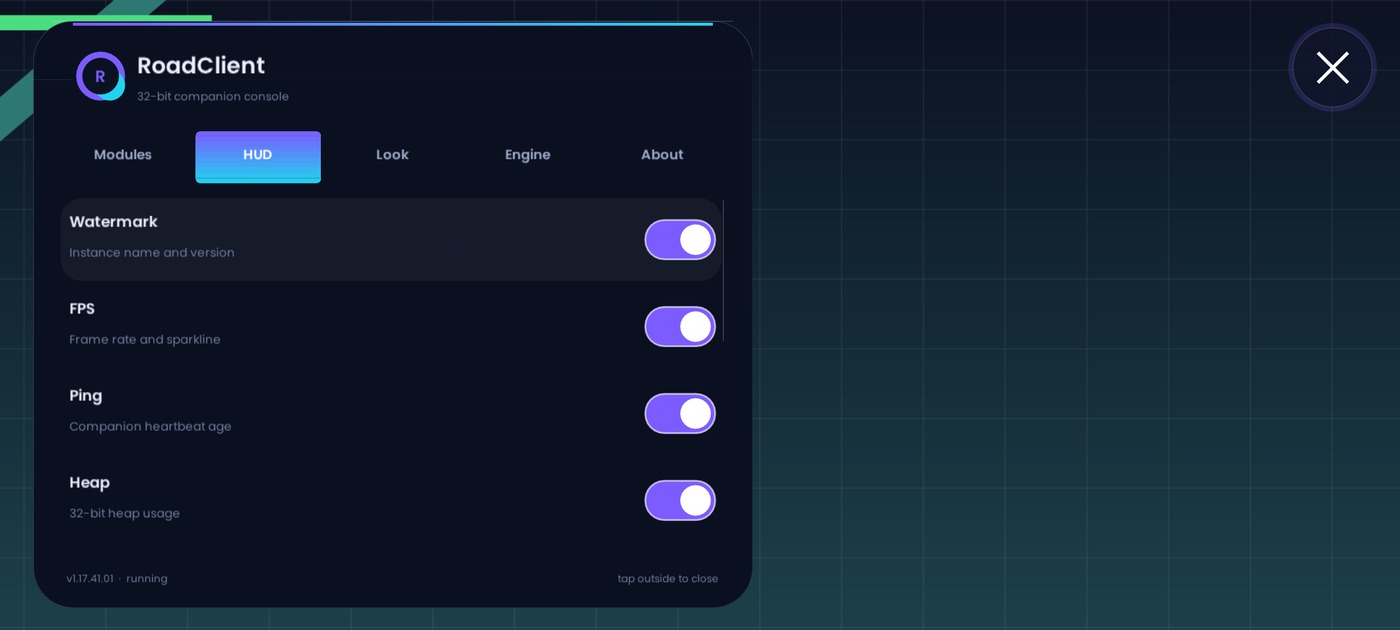 R
RoadClient
32-bit companion console
Modules
HUD
Look
Engine
About
Watermark
Instance name and version
FPS
Frame rate and sparkline
Ping
Companion heartbeat age
Heap
32-bit heap usage
v1.17.41.01 · running
tap outside to close